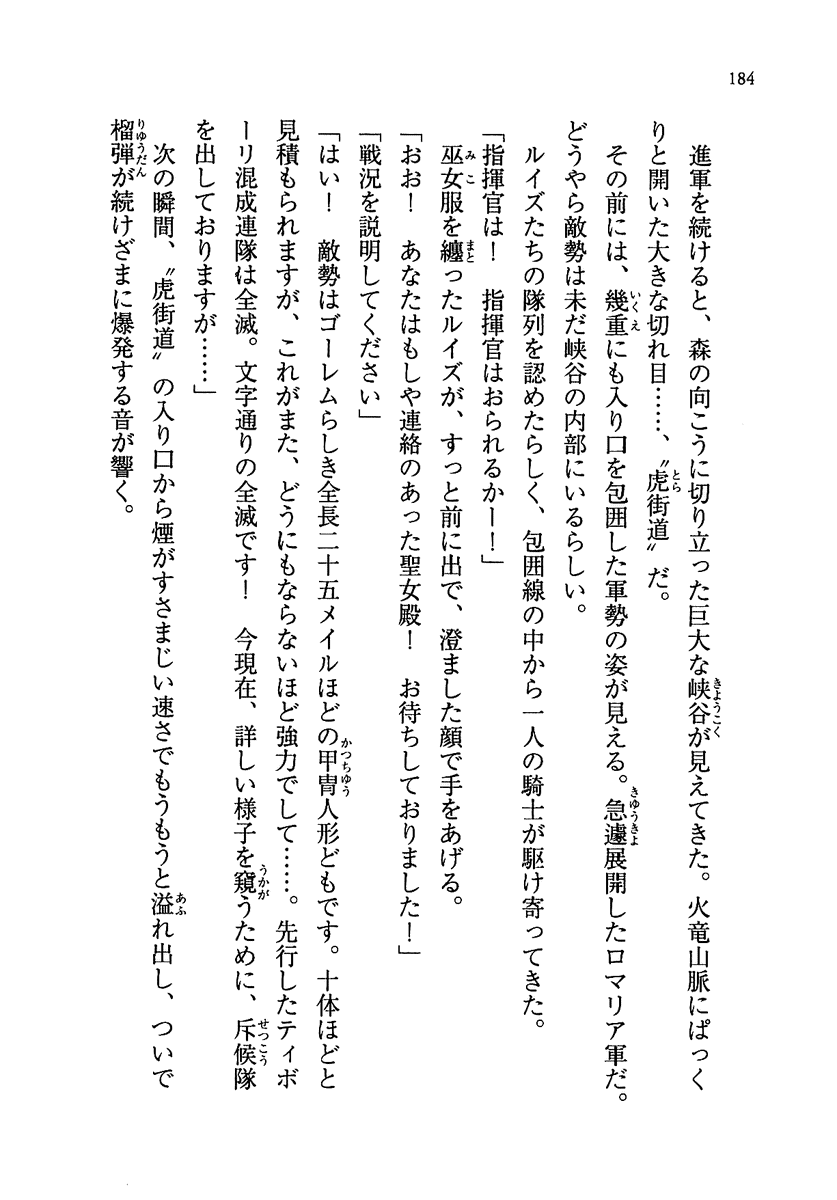 184
進軍を続けると、森の向こうに切り立った巨大な峡谷が見えてきた。火竜山脈にぱっく
りと開いた大きな切れ目……、〝虎街道〟だ。
その前には、幾重にも入り口を包囲した軍勢の姿が見える。急遽展開したロマリア軍だ。
どうやら敵勢は未だ峡谷の内部にいるらしい。
ルイズたちの隊列を認めたらしく、包囲線の中から一人の騎士が駆け寄ってきた。
「指揮官は！　指揮官はおられるかー！」
巫女服を纏ったルイズが、すっと前に出で、澄ました顔で手をあげる。
「おお！　あなたはもしや連絡のあった聖女殿！　お待ちしておりました！」
「戦況を説明してください」
「はい！　敵勢はゴーレムらしき全長二十五メイルほどの甲冑人形どもです。十体ほどと
見積もられますが、これがまた、どうにもならないほど強力でして……。先行したティボ
ーリ混成連隊は全滅。文字通りの全滅です！　今現在、詳しい様子を窺うために、斥候隊
を出しておりますが……」
次の瞬間、〝虎街道〟の入り口から煙がすさまじい速さでもうもうと溢れ出し、ついで
榴弾が続けざまに爆発する音が響く。